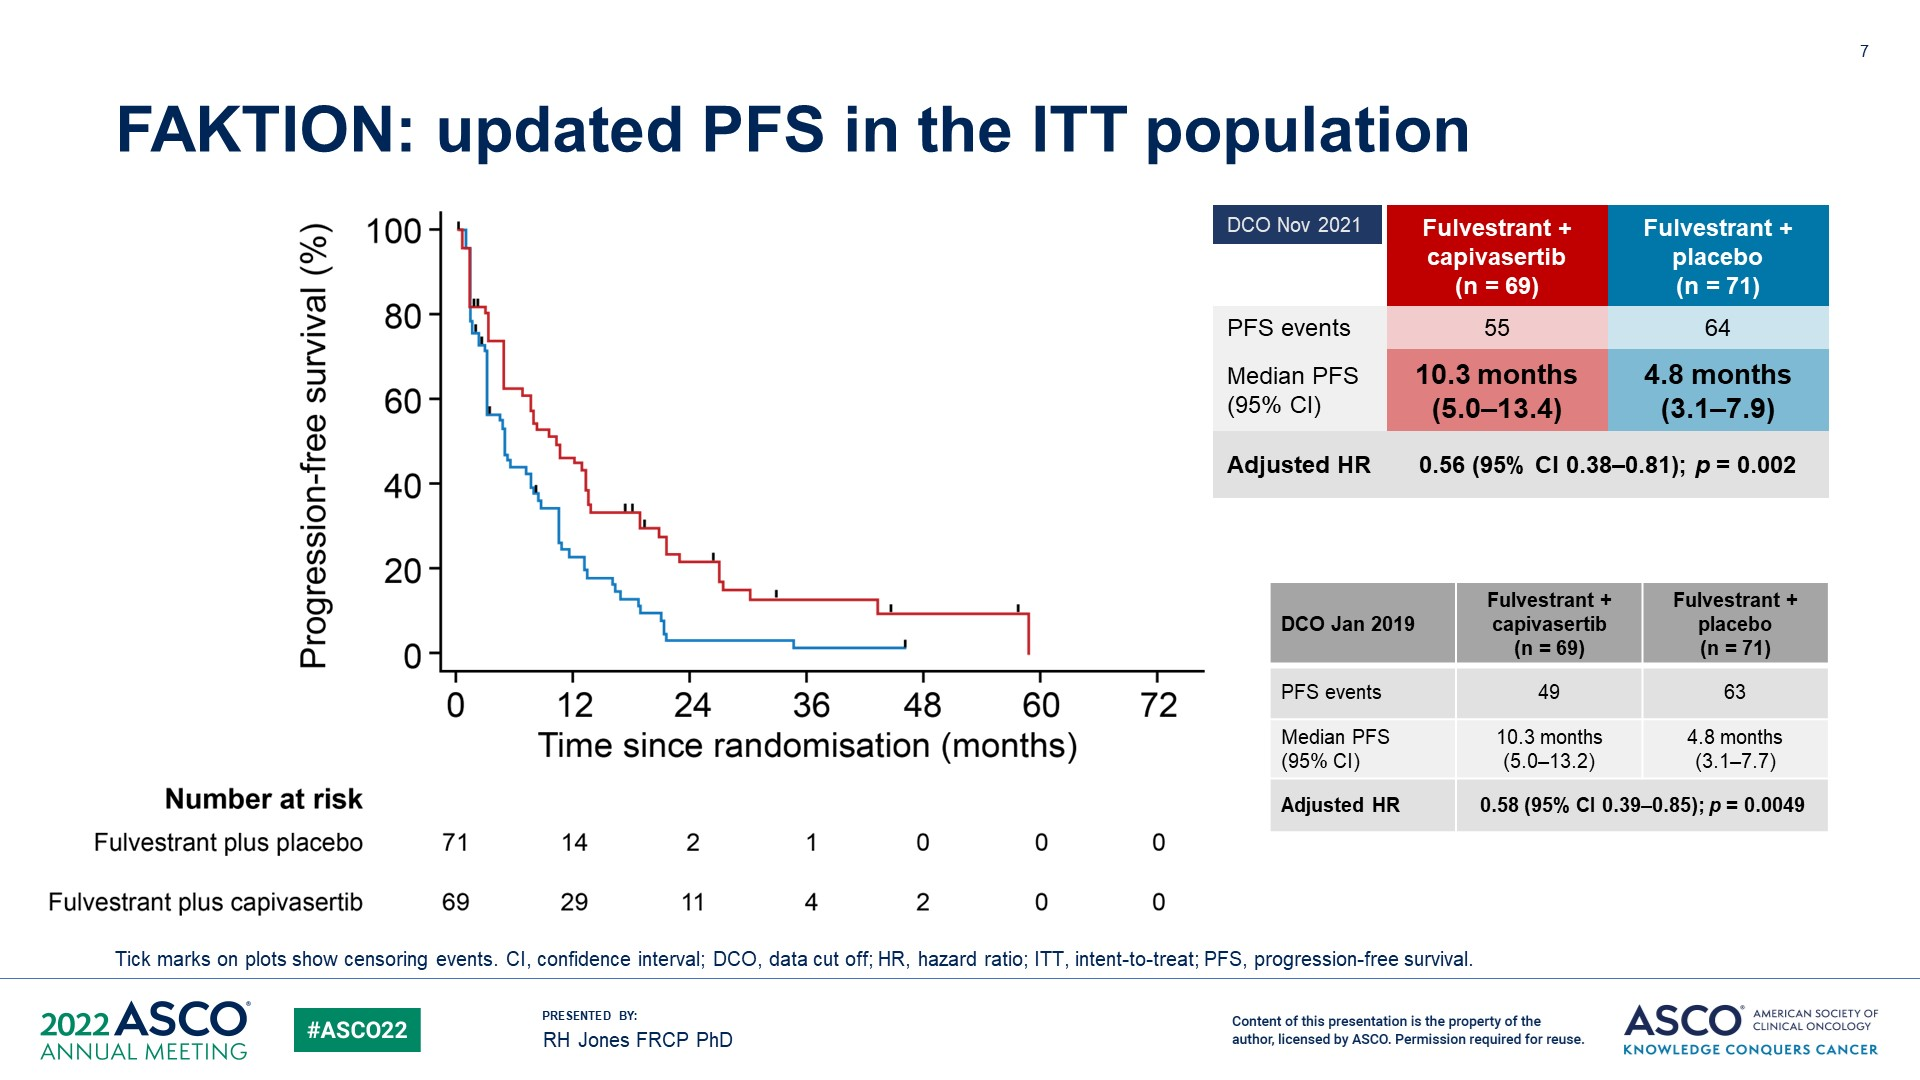 7
FAKTION: updated PFS in the ITT population
Progression-free survival (%)
100
80
60
40
20
0
0 12 24 36 48 60 72
Time since randomisation (months)
Number at risk
Fulvestrant plus placebo 71 14 2 1 0 0 0
Fulvestrant plus capivasertib 69 29 11 4 2 0 0
DCO Nov 2021
Fulvestrant +
capivasertib
(n = 69)
Fulvestrant +
placebo
(n = 71)
PFS events 55 64
Median PFS
(95% CI)
10.3 months
(5.0–13.4)
4.8 months
(3.1–7.9)
Adjusted HR 0.56 (95% CI 0.38–0.81); p = 0.002
DCO Jan 2019
Fulvestrant +
capivasertib
(n = 69)
Fulvestrant +
placebo
(n = 71)
PFS events 49 63
Median PFS
(95% CI)
10.3 months
(5.0–13.2)
4.8 months
(3.1–7.7)
Adjusted HR 0.58 (95% CI 0.39–0.85); p = 0.0049
Tick marks on plots show censoring events. CI, confidence interval; DCO, data cut off; HR, hazard ratio; ITT, intent-to-treat; PFS, progression-free survival.
2022 ASCO®
ANNUAL MEETING
#ASCO22
PRESENTED BY:
RH Jones FRCP PhD
Content of this presentation is the property of the
author, licensed by ASCO. Permission required for reuse.
ASCO®
AMERICAN SOCIETY OF
CLINICAL ONCOLOGY
KNOWLEDGE CONQUERS CANCER